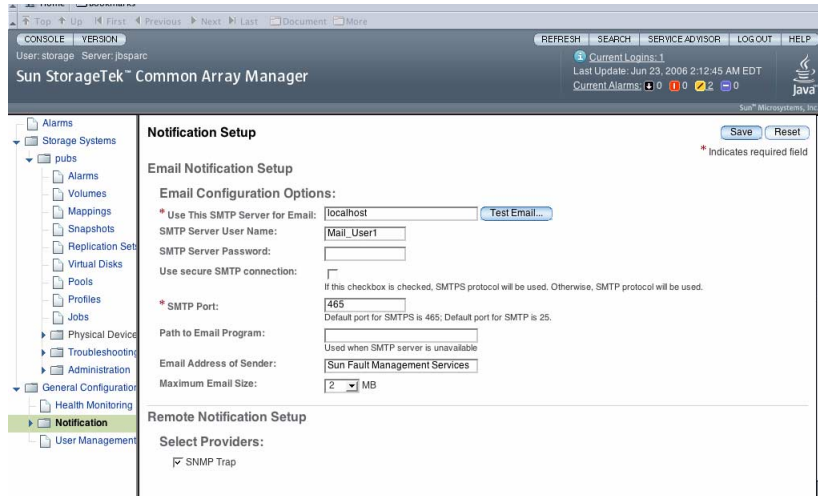 Home Bookmarks
Top Up First Previous Next Last Document More
CONSOLE VERSION
REFRESH SEARCH SERVICE ADVISOR LOG OUT HELP
User: storage Server: jbsparc
Current Logins: 1
Sun StorageTek™ Common Array Manager
Last Update: Jun 23, 2006 2:12:45 AM EDT
Current Alarms: 0 0 2 0
Java
Sun™ Microsystems, Inc
Alarms
Storage Systems
pubs
Alarms
Volumes
Mappings
Snapshots
Replication Sets
Virtual Disks
Pools
Profiles
Jobs
Physical Device
Troubleshooting
Administration
General Configuration
Health Monitoring
Notification
User Management
Notification Setup
Save Reset
* Indicates required field
Email Notification Setup
Email Configuration Options:
* Use This SMTP Server for Email: localhost Test Email...
SMTP Server User Name: Mail_User1
SMTP Server Password:
Use secure SMTP connection:
If this checkbox is checked, SMTPS protocol will be used. Otherwise, SMTP protocol will be used.
* SMTP Port: 465
Default port for SMTPS is 465; Default port for SMTP is 25.
Path to Email Program:
Used when SMTP server is unavailable
Email Address of Sender: Sun Fault Management Services
Maximum Email Size: 2 MB
Remote Notification Setup
Select Providers:
SNMP Trap